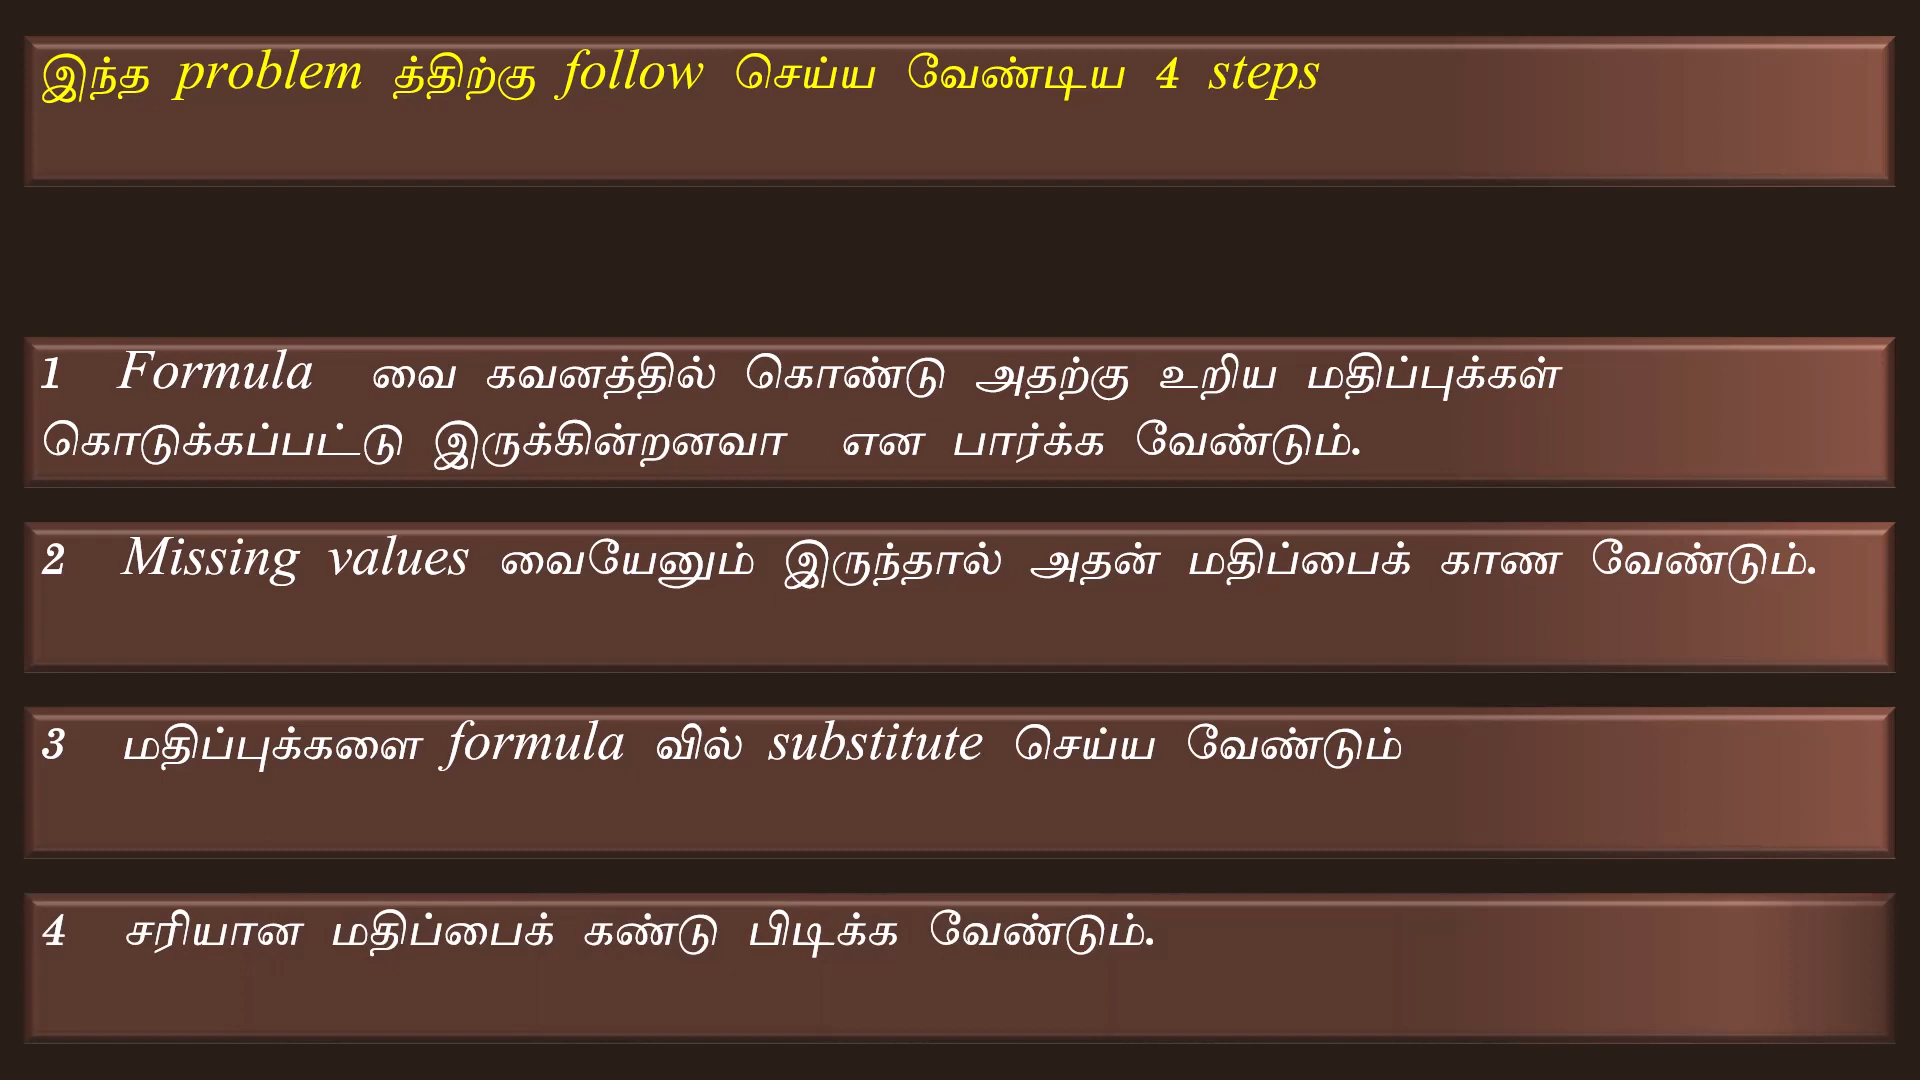 இந்த problem த்திற்கு follow செய்ய வேண்டிய 4 steps
1 Formula வை கவனத்தில் கொண்டு அதற்கு உறிய மதிப்புக்கள்
கொடுக்கப்பட்டு இருக்கின்றனவா என பார்க்க வேண்டும்.
2 Missing values வையேனும் இருந்தால் அதன் மதிப்பைக் காண வேண்டும்.
3 மதிப்புக்களை formula வில் substitute செய்ய வேண்டும்
4 சரியான மதிப்பைக் கண்டு பிடிக்க வேண்டும்.